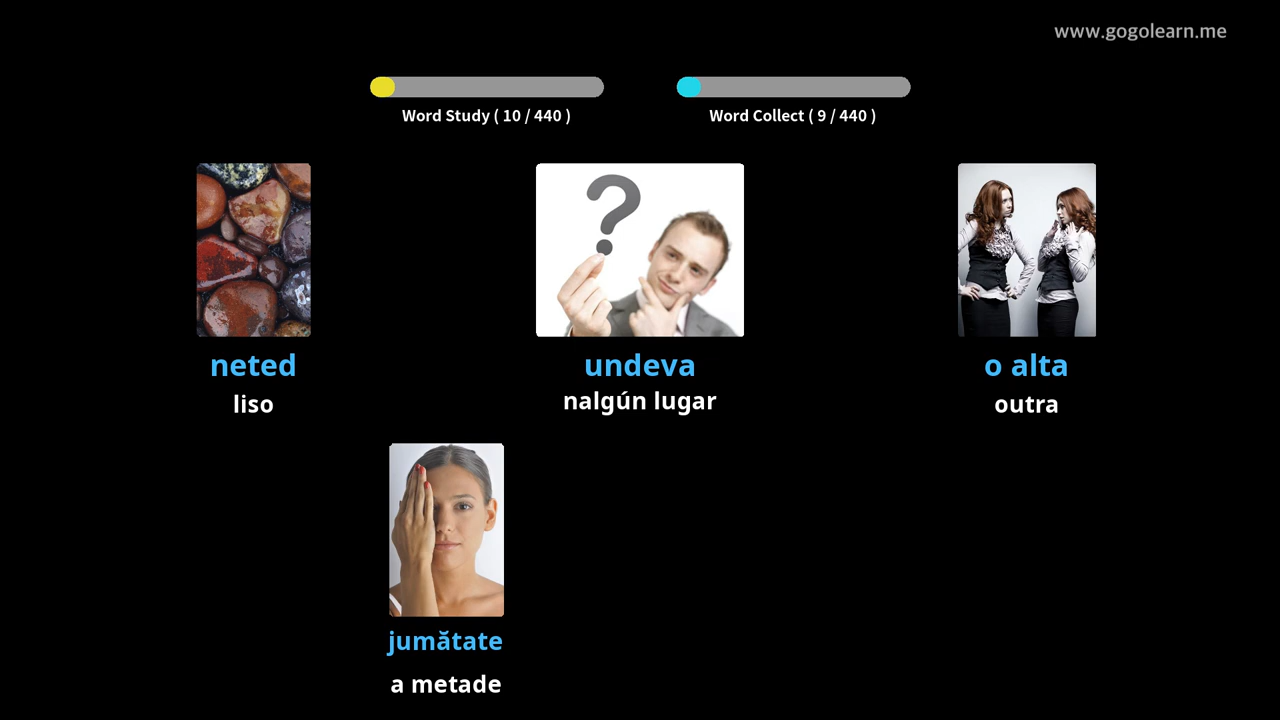 www.gogolearn.me
Word Study ( 10 / 440 )
Word Collect ( 9 / 440 )
neted
liso
undeva
nalgún lugar
o alta
outra
jumătate
a metade